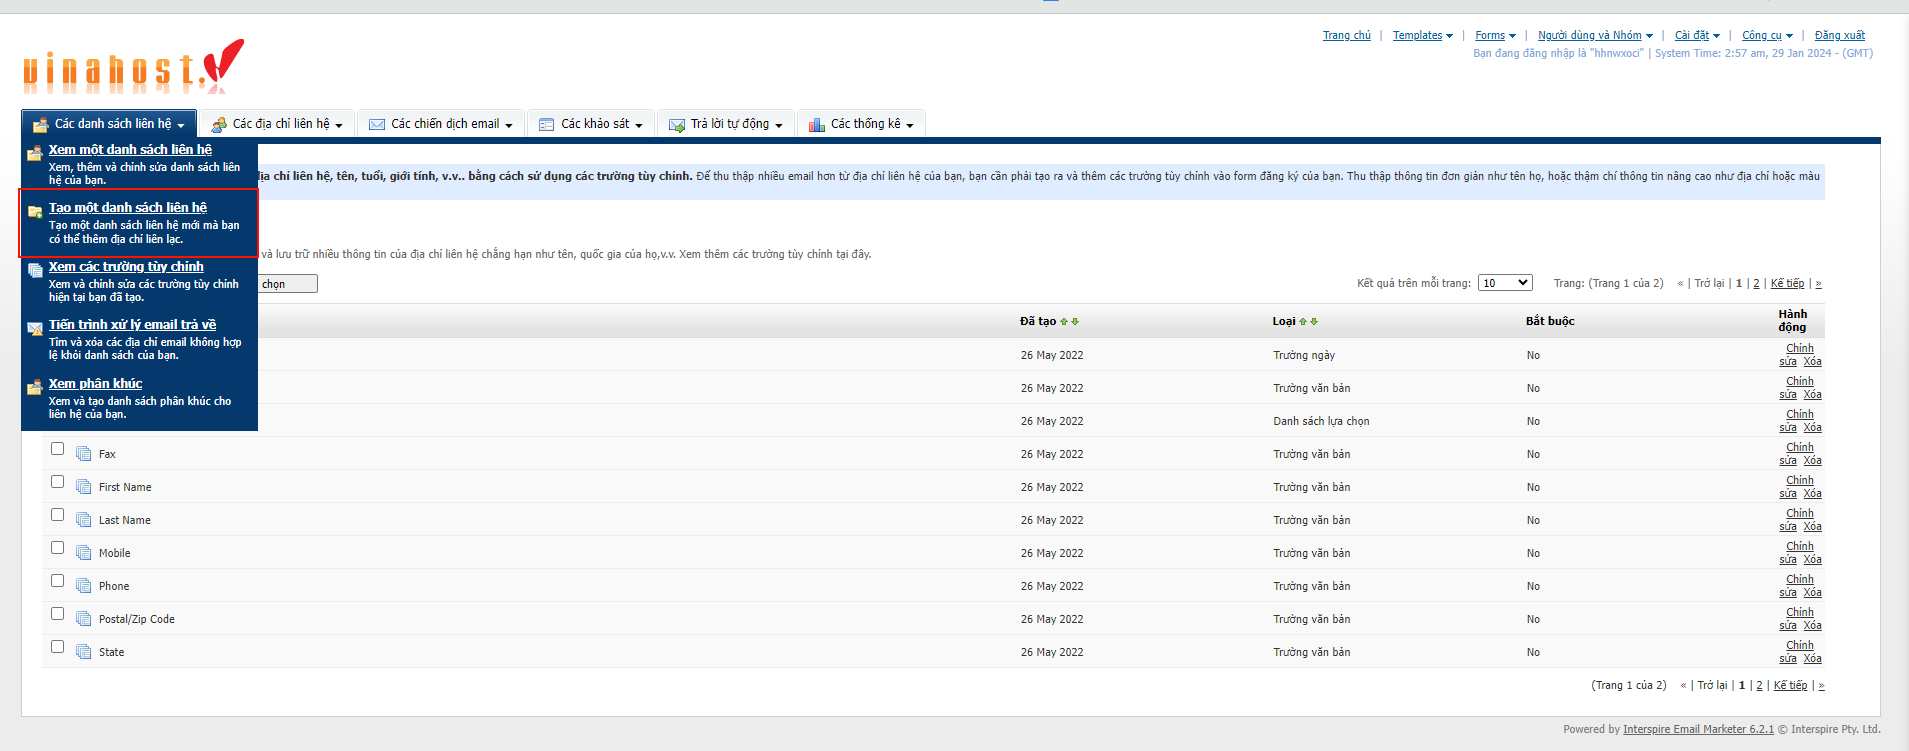 Trang chủ | Templates | Forms | Người dùng và Nhóm | Cài đặt | Công cụ | Đăng xuất
Bạn đang đăng nhập là "hhnwxoci" | System Time: 2:57 am, 29 Jan 2024 - (GMT)
vinahost.
Các danh sách liên hệ
Các địa chỉ liên hệ
Các chiến dịch email
Các khảo sát
Trả lời tự động
Các thống kê
Xem một danh sách liên hệ
Xem, thêm và chỉnh sửa danh sách liên
hệ của bạn.
Tạo một danh sách liên hệ
Tạo một danh sách liên hệ mới mà bạn
có thể thêm địa chỉ liên lạc.
Xem các trường tùy chỉnh
Xem và chỉnh sửa các trường tùy chỉnh
hiện tại bạn đã tạo.
Tiến trình xử lý email trả về
Tìm và xóa các địa chỉ email không hợp
lệ khỏi danh sách của bạn.
Xem phân khúc
Xem và tạo danh sách phân khúc cho
liên hệ của bạn.
địa chỉ liên hệ, tên, tuổi, giới tính, v.v.. bằng cách sử dụng các trường tùy chỉnh. Để thu thập nhiều email hơn từ địa chỉ liên hệ của bạn, bạn cần phải tạo ra và thêm các trường tùy chỉnh vào form đăng ký của bạn. Thu thập thông tin đơn giản như tên họ, hoặc thậm chí thông tin nâng cao như địa chỉ hoặc màu
và lưu trữ nhiều thông tin của địa chỉ liên hệ chẳng hạn như tên, quốc gia của họ,v.v. Xem thêm các trường tùy chỉnh tại đây.
chọn
Kết quả trên mỗi trang: 10 Trang: (Trang 1 của 2) « | Trở lại | 1 | 2 | Kế tiếp | »
Đã tạo Loại Bắt buộc Hành
động
26 May 2022 Trường ngày No Chỉnh
sửa Xóa
26 May 2022 Trường văn bản No Chỉnh
sửa Xóa
26 May 2022 Danh sách lựa chọn No Chỉnh
sửa Xóa
Fax 26 May 2022 Trường văn bản No Chỉnh
sửa Xóa
First Name 26 May 2022 Trường văn bản No Chỉnh
sửa Xóa
Last Name 26 May 2022 Trường văn bản No Chỉnh
sửa Xóa
Mobile 26 May 2022 Trường văn bản No Chỉnh
sửa Xóa
Phone 26 May 2022 Trường văn bản No Chỉnh
sửa Xóa
Postal/Zip Code 26 May 2022 Trường văn bản No Chỉnh
sửa Xóa
State 26 May 2022 Trường văn bản No Chỉnh
sửa Xóa
(Trang 1 của 2) « | Trở lại | 1 | 2 | Kế tiếp | »
Powered by Interspire Email Marketer 6.2.1 © Interspire Pty. Ltd.